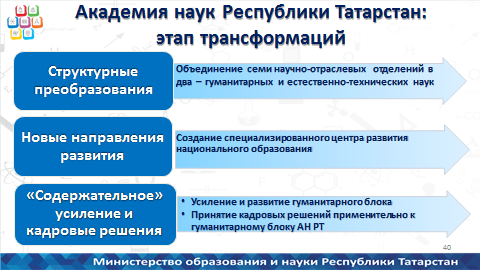 Академия наук Республики Татарстан:
этап трансформаций
Структурные
преобразования
Объединение семи научно-отраслевых отделений в
два – гуманитарных и естественно-технических наук
Новые направления
развития
Создание специализированного центра развития
национального образования
«Содержательное»
усиление и
кадровые решения
• Усиление и развитие гуманитарного блока
• Принятие кадровых решений применительно к
гуманитарному блоку АН РТ
40
Министерство образования и науки Республики Татарстан